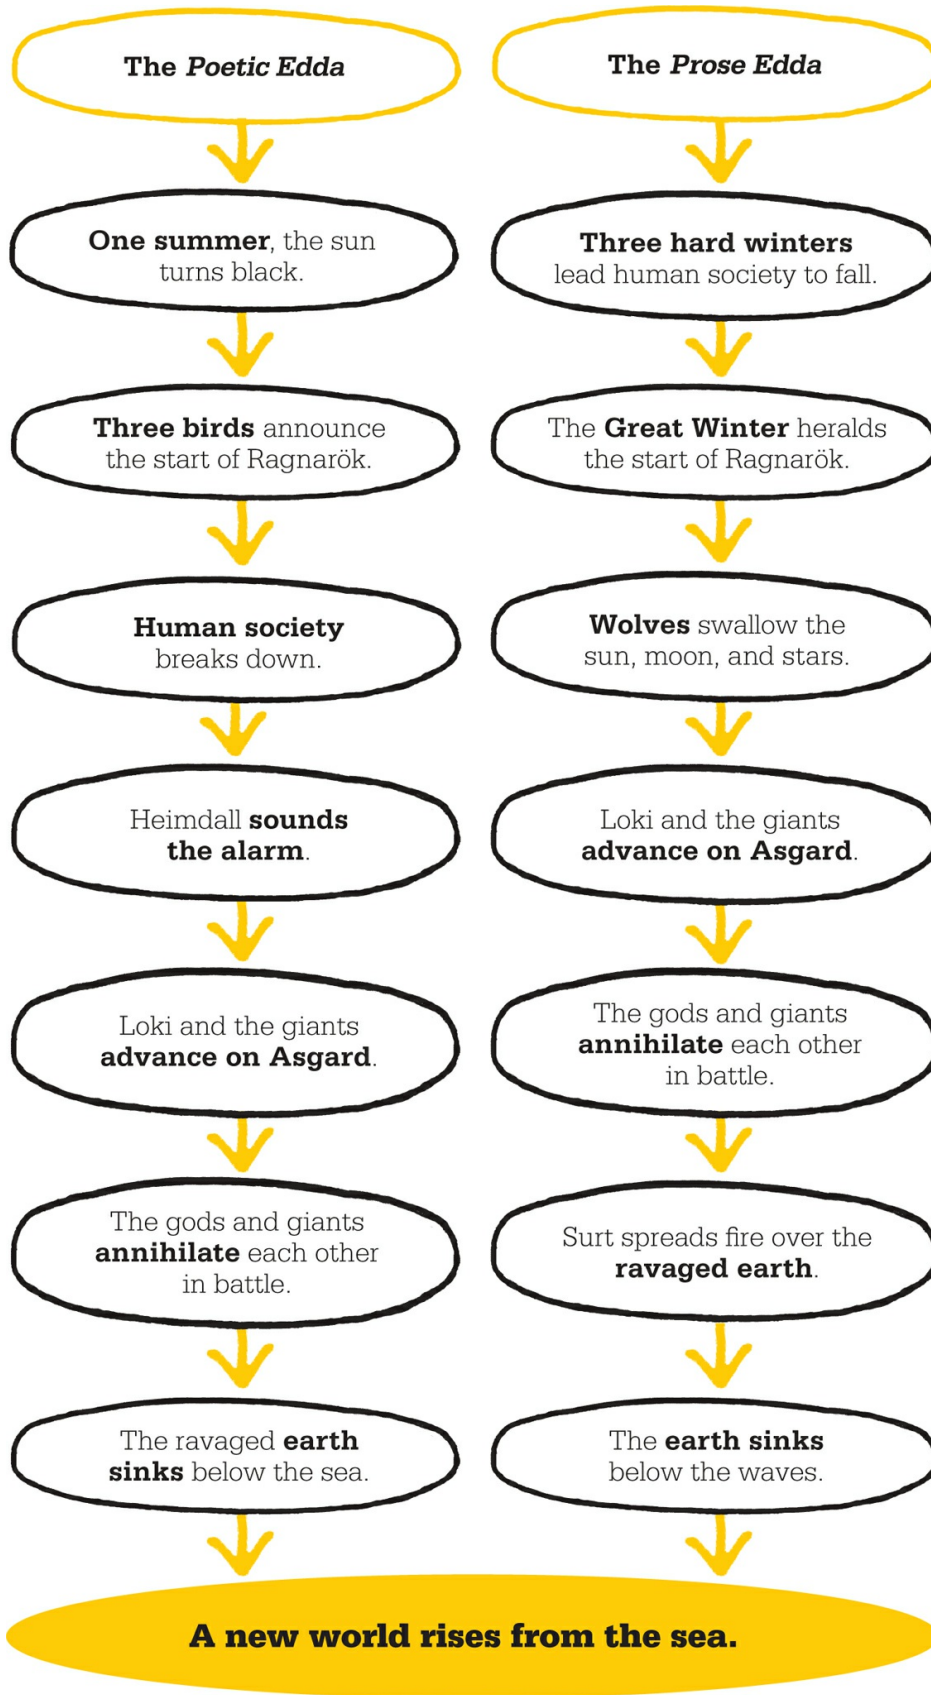 The Poetic Edda
One summer, the sun
turns black.
Three birds announce
the start of Ragnarök.
Human society
breaks down.
Heimdall sounds
the alarm.
Loki and the giants
advance on Asgard.
The gods and giants
annihilate each other
in battle.
The ravaged earth
sinks below the sea.
The Prose Edda
Three hard winters
lead human society to fall.
The Great Winter heralds
the start of Ragnarök.
Wolves swallow the
sun, moon, and stars.
Loki and the giants
advance on Asgard.
The gods and giants
annihilate each other
in battle.
Surt spreads fire over the
ravaged earth.
The earth sinks
below the waves.
A new world rises from the sea.